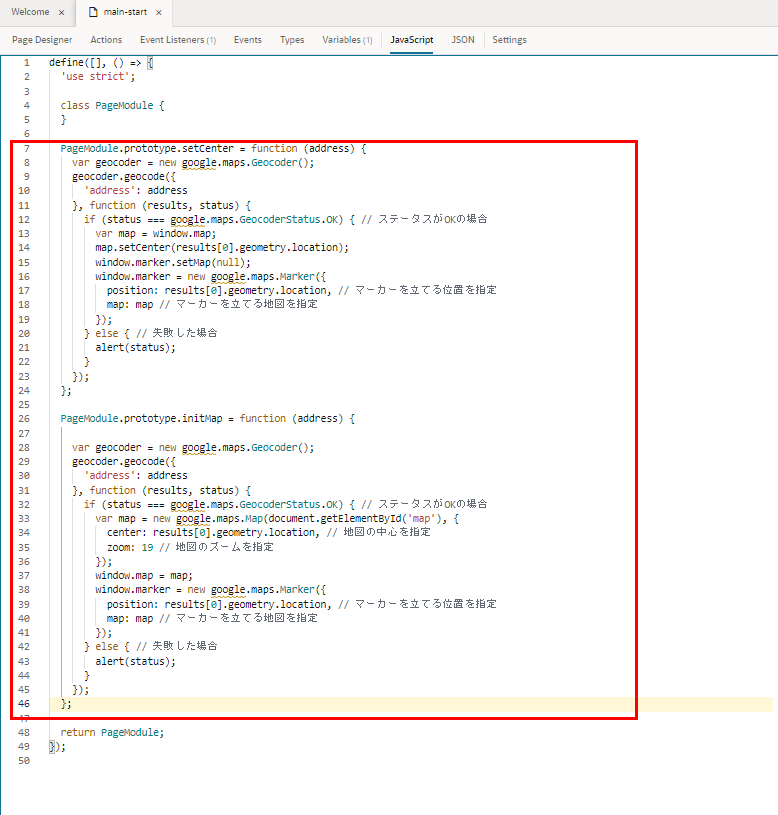 Welcome × main-start ×
Page Designer Actions Event Listeners (1) Events Types Variables (1) JavaScript JSON Settings
1 define([], () => {
2 'use strict';
3
4 class PageModule {
5 }
6
7 PageModule.prototype.setCenter = function (address) {
8 var geocoder = new google.maps.Geocoder();
9 geocoder.geocode({
10 'address': address
11 }, function (results, status) {
12 if (status === google.maps.GeocoderStatus.OK) { // ステータスがOKの場合
13 var map = window.map;
14 map.setCenter(results[0].geometry.location);
15 window.marker.setMap(null);
16 window.marker = new google.maps.Marker({
17 position: results[0].geometry.location, // マーカーを立てる位置を指定
18 map: map // マーカーを立てる地図を指定
19 });
20 } else { // 失敗した場合
21 alert(status);
22 }
23 });
24 };
25
26 PageModule.prototype.initMap = function (address) {
27
28 var geocoder = new google.maps.Geocoder();
29 geocoder.geocode({
30 'address': address
31 }, function (results, status) {
32 if (status === google.maps.GeocoderStatus.OK) { // ステータスがOKの場合
33 var map = new google.maps.Map(document.getElementById('map'), {
34 center: results[0].geometry.location, // 地図の中心を指定
35 zoom: 19 // 地図のズームを指定
36 });
37 window.map = map;
38 window.marker = new google.maps.Marker({
39 position: results[0].geometry.location, // マーカーを立てる位置を指定
40 map: map // マーカーを立てる地図を指定
41 });
42 } else { // 失敗した場合
43 alert(status);
44 }
45 });
46 };
47
48 return PageModule;
49 });
50